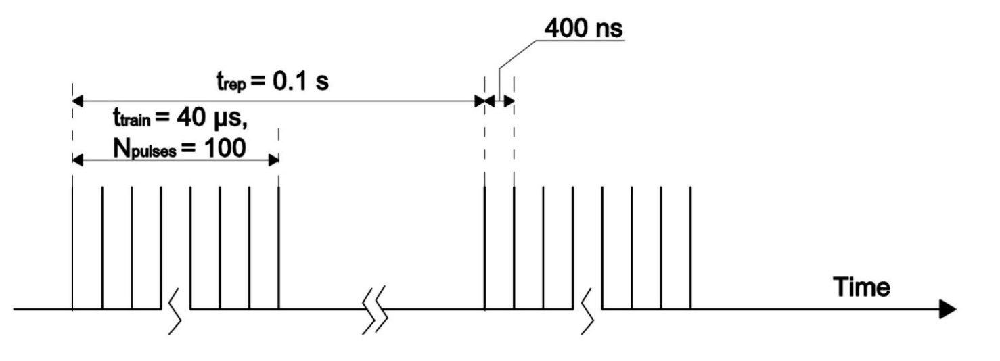 400 ns
trep = 0.1 s
ttrain = 40 µs,
Npulses = 100
Time